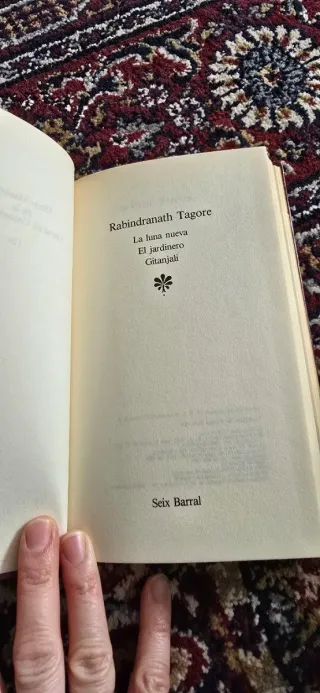 Rabindranath Tagore
La luna nueva
El jardinero
Gitanjali
Seix Barral